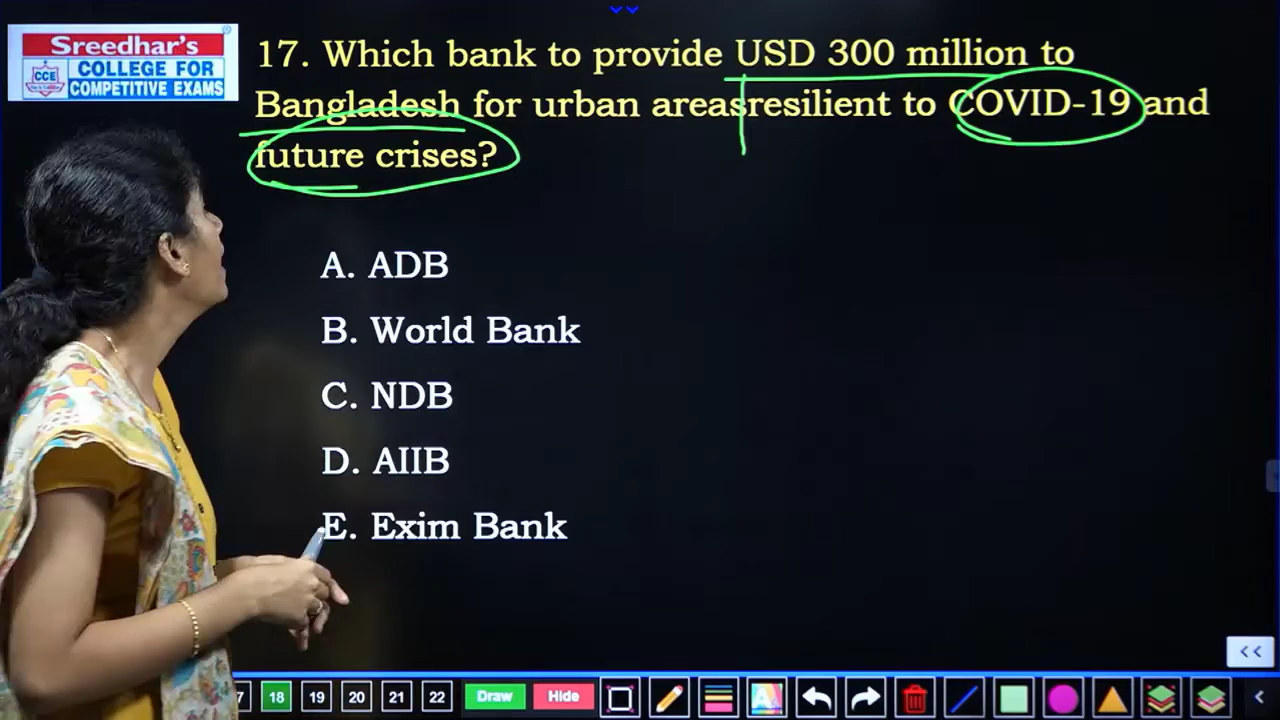 Sreedhar's
CCE
COLLEGE FOR
COMPETITIVE EXAMS
17. Which bank to provide USD 300 million to
Bangladesh for urban areasresilient to COVID-19 and
future crises?
A. ADB
B. World Bank
C. NDB
D. AIIB
E. Exim Bank
<<
7 18 19 20 21 22 Draw Hide